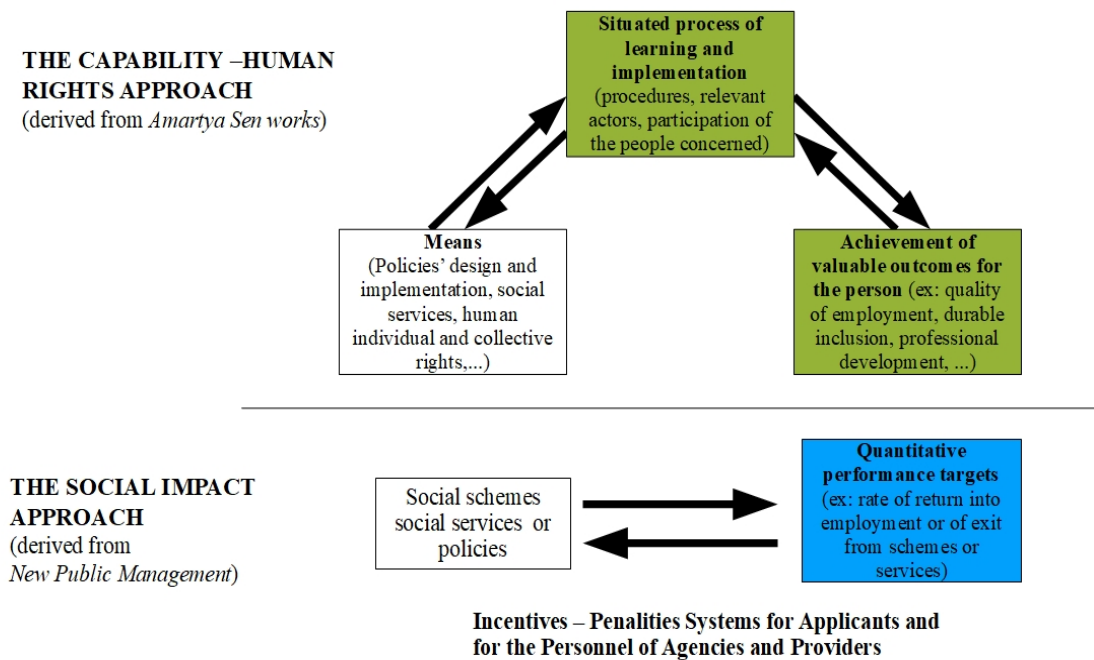 THE CAPABILITY –HUMAN
RIGHTS APPROACH
(derived from Amartya Sen works)
Situated process of
learning and
implementation
(procedures, relevant
actors, participation of
the people concerned)
Means
(Policies’ design and
implementation, social
services, human
individual and collective
rights,...)
Achievement of
valuable outcomes for
the person (ex: quality
of employment, durable
inclusion, professional
development, ...)
THE SOCIAL IMPACT
APPROACH
(derived from
New Public Management)
Social schemes
social services or
policies
Quantitative
performance targets
(ex: rate of return into
employment or of exit
from schemes or
services)
Incentives – Penalities Systems for Applicants and
for the Personnel of Agencies and Providers